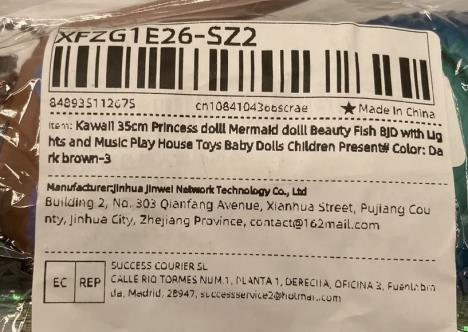 XFZG1E26-SZ2
848935112675 cn10841043obscrae ★Made In China
Item: Kawaii 35cm Princess dolll Mermaid dolll Beauty Fish BJD with Lig
hts and Music Play House Toys Baby Dolls Children Present# Color: Da
rk brown-3
Manufacturer:Jinhua Jinwei Network Technology Co., Ltd
Building 2, No. 303 Qianfang Avenue, Xianhua Street, Pujiang Cou
nty, Jinhua City, Zhejiang Province, contact@162mail.com
EC REP
SUCCESS COURIER SL
CALLE RIO TORMES NUM.1, PLANTA 1, DERECHA, OFICINA 3, Fuenlabra
da, Madrid, 28947, successservice2@hotmail.com